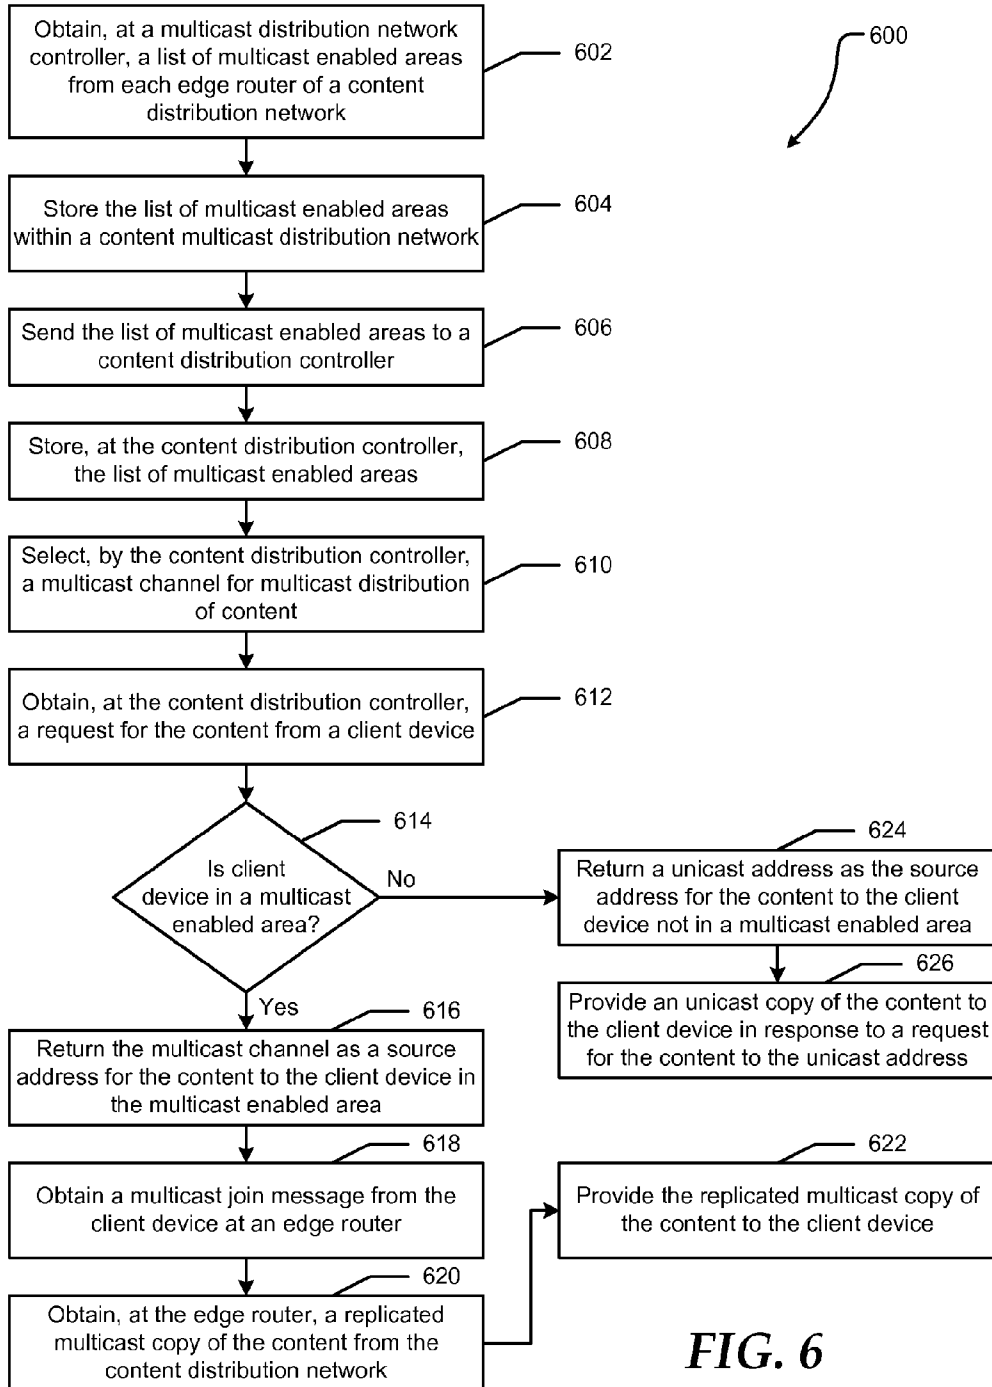 Obtain, at a multicast distribution network
controller, a list of multicast enabled areas
from each edge router of a content
distribution network
602
600
Store the list of multicast enabled areas
within a content multicast distribution network
604
Send the list of multicast enabled areas to a
content distribution controller
606
Store, at the content distribution controller,
the list of multicast enabled areas
608
Select, by the content distribution controller,
a multicast channel for multicast distribution
of content
610
Obtain, at the content distribution controller,
a request for the content from a client device
612
Is client
device in a multicast
enabled area?
614
No
624
Return a unicast address as the source
address for the content to the client
device not in a multicast enabled area
626
Provide an unicast copy of the content to
the client device in response to a request
for the content to the unicast address
Yes
616
Return the multicast channel as a source
address for the content to the client device in
the multicast enabled area
618
Obtain a multicast join message from the
client device at an edge router
620
Obtain, at the edge router, a replicated
multicast copy of the content from the
content distribution network
622
Provide the replicated multicast copy of
the content to the client device
FIG. 6